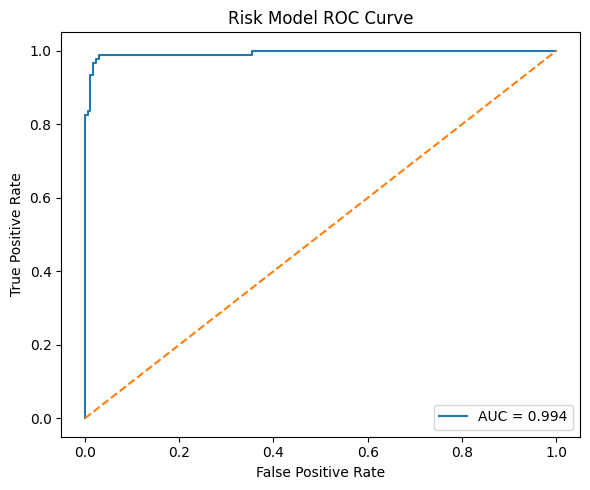 Risk Model ROC Curve
True Positive Rate
1.0
0.8
0.6
0.4
0.2
0.0
AUC = 0.994
0.0 0.2 0.4 0.6 0.8 1.0
False Positive Rate